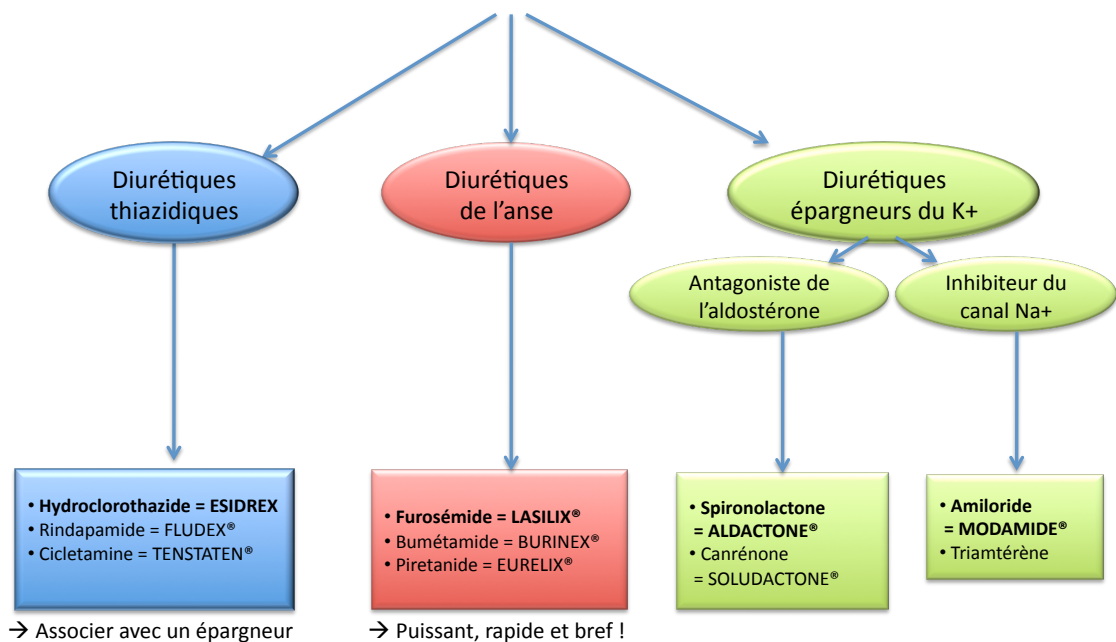 Diurétiques
thiazidiques
Diurétiques
de l'anse
Diurétiques
épargneurs du K+
Antagoniste de
l'aldostérone
Inhibiteur du
canal Na+
• Hydroclorothazide = ESIDREX
• Rindapamide = FLUDEX®
• Cicletamine = TENSTATEN®
• Furosémide = LASILIX®
• Bumétamide = BURINEX®
• Piretanide = EURELIX®
• Spironolactone
= ALDACTONE®
• Canrénone
= SOLUDACTONE®
• Amiloride
= MODAMIDE®
• Triamtérène
→ Associer avec un épargneur
→ Puissant, rapide et bref !